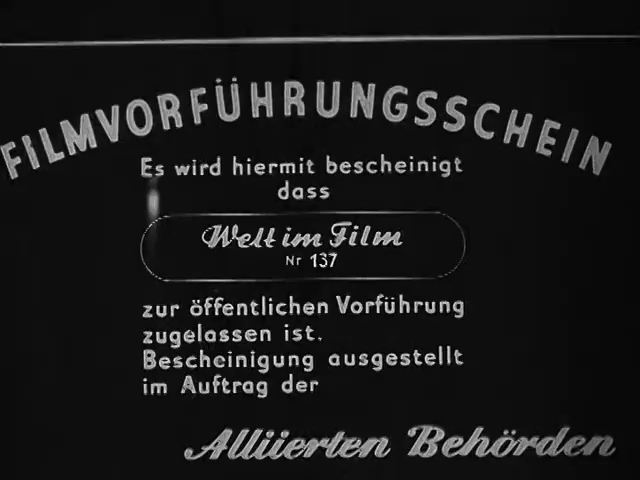 FILMVORFÜHRUNGSSCHEIN
Es wird hiermit bescheinigt
dass
Welt im Film
Nr 137
zur öffentlichen Vorführung
zugelassen ist.
Bescheinigung ausgestellt
im Auftrag der
Alliierten Behörden